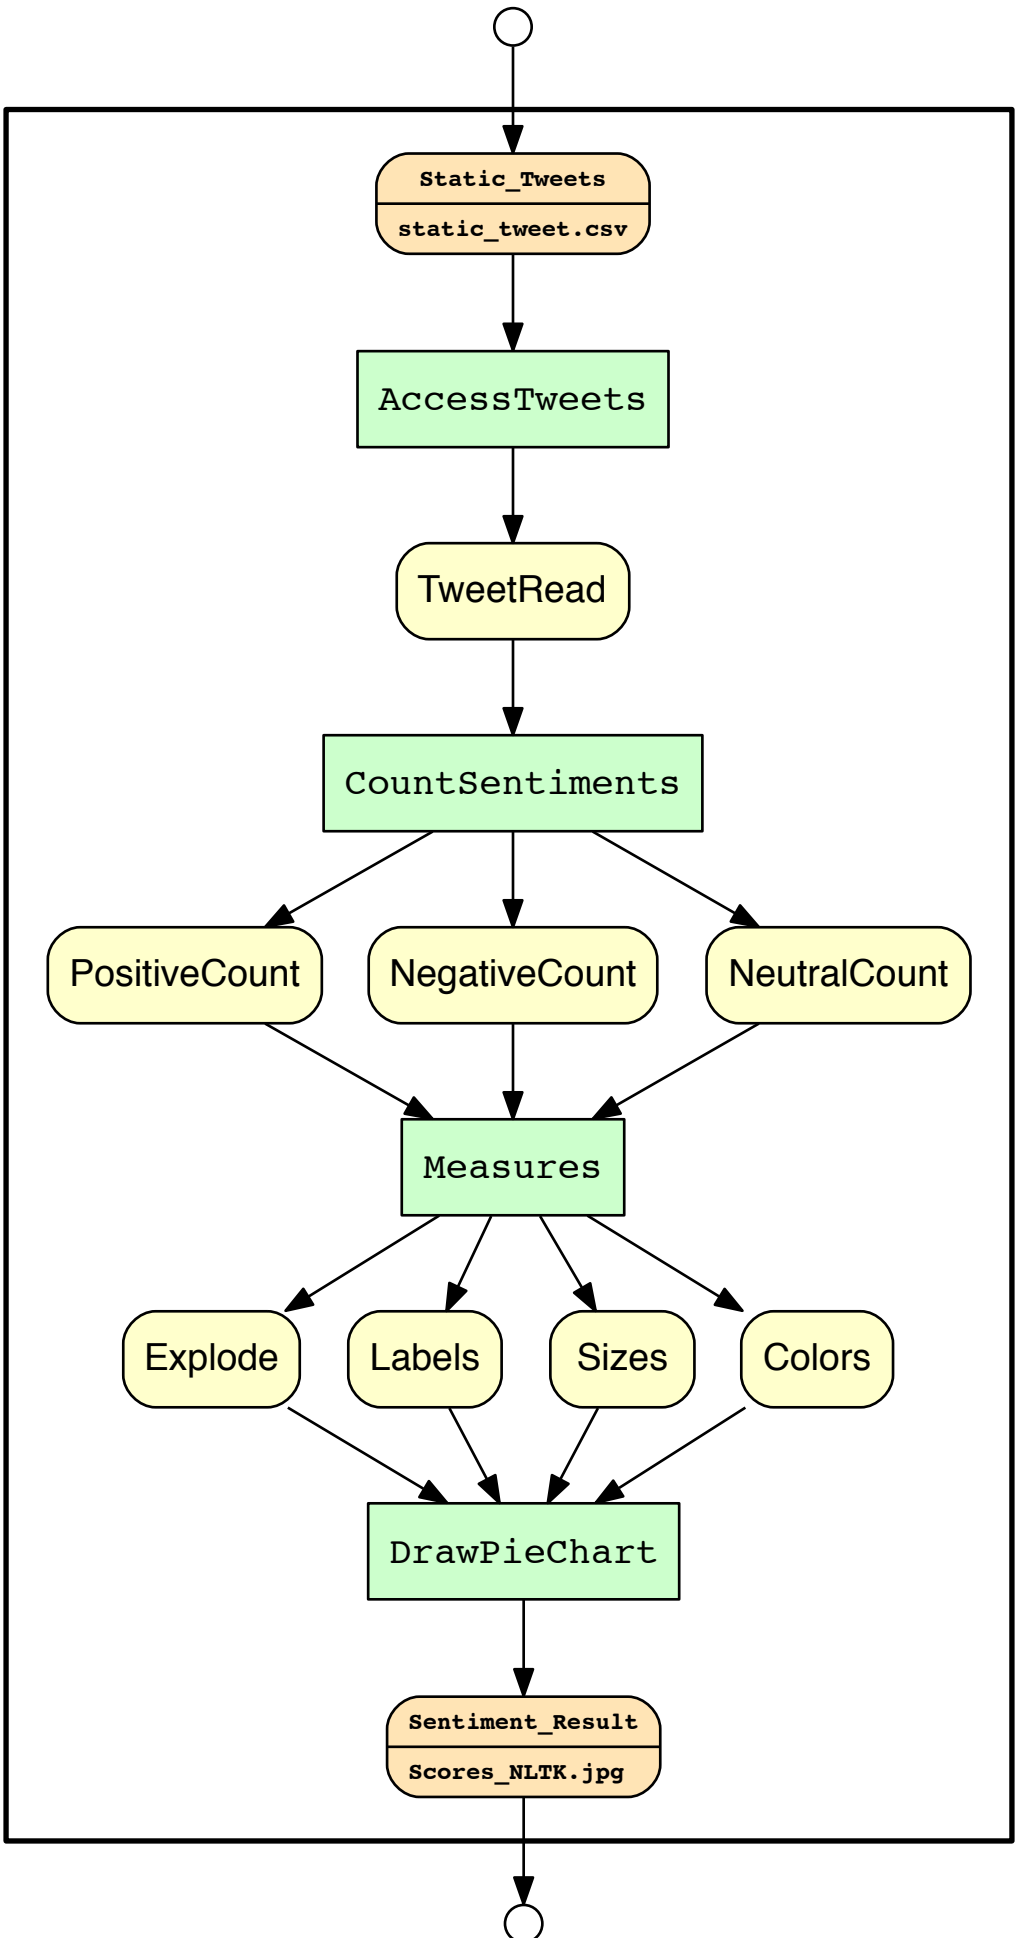 Static_Tweets
static_tweet.csv
AccessTweets
TweetRead
CountSentiments
PositiveCount
NegativeCount
NeutralCount
Measures
Explode
Labels
Sizes
Colors
DrawPieChart
Sentiment_Result
Scores_NLTK.jpg